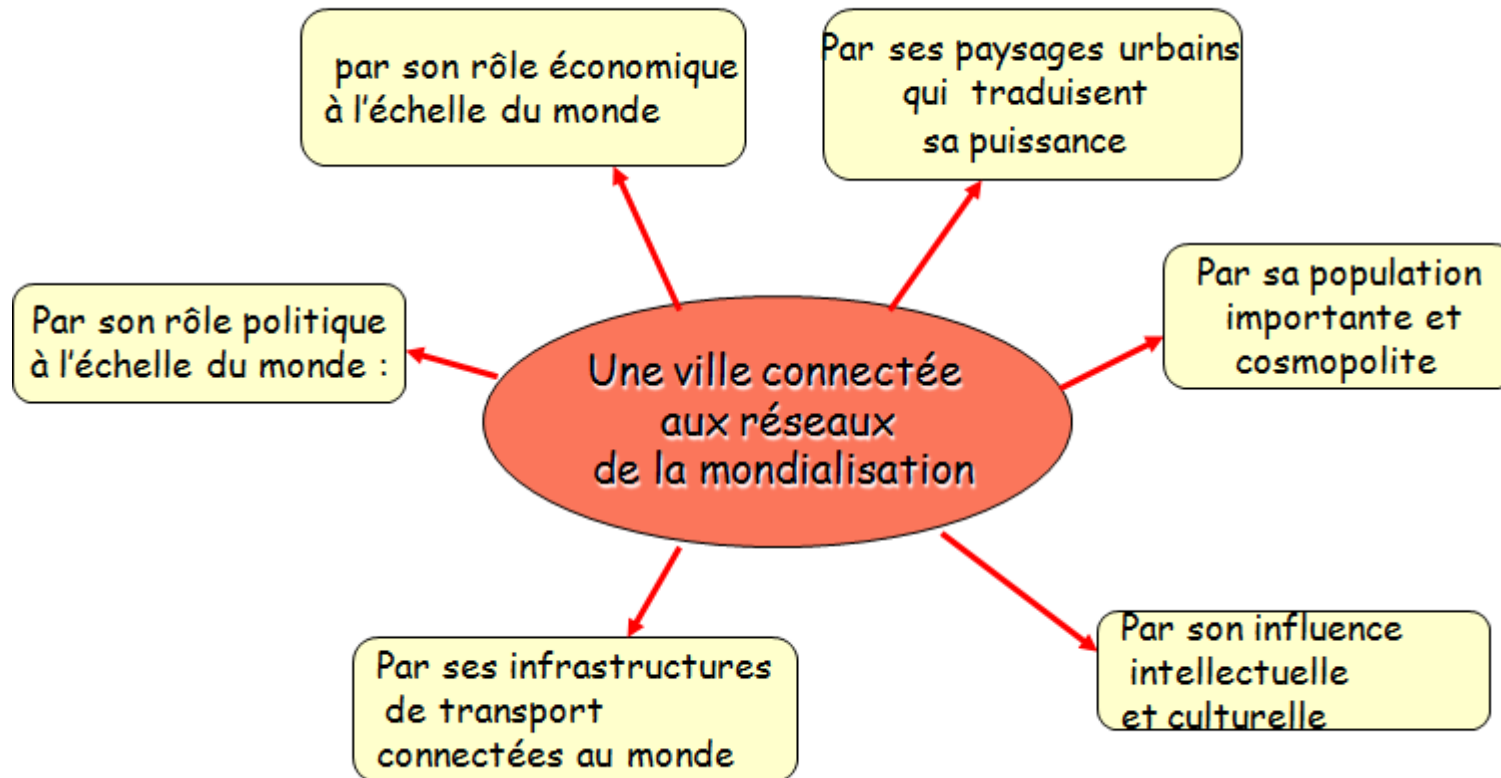 par son rôle économique
à l'échelle du monde
Par ses paysages urbains
qui traduisent
sa puissance
Par son rôle politique
à l'échelle du monde :
Une ville connectée
aux réseaux
de la mondialisation
Par sa population
importante et
cosmopolite
Par ses infrastructures
de transport
connectées au monde
Par son influence
intellectuelle
et culturelle